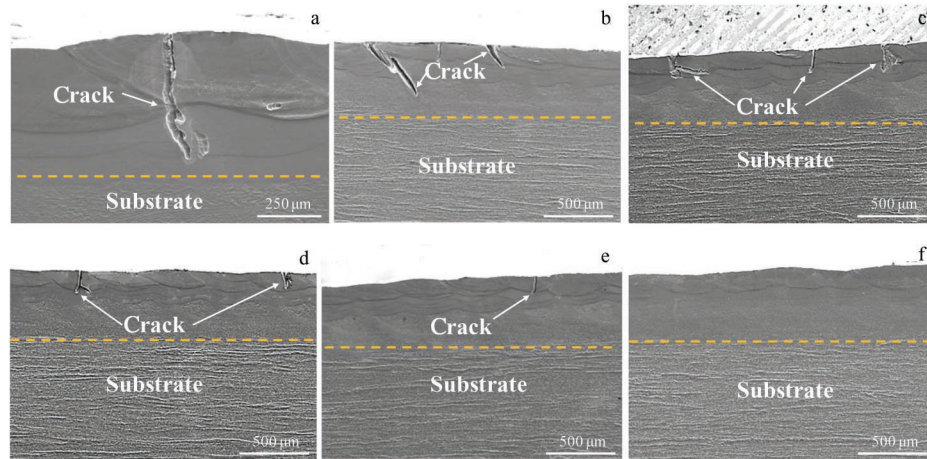 a
Crack
Substrate
250 μm
b
Crack
Substrate
500 μm
c
Crack
Substrate
500 μm
d
Crack
Substrate
500 μm
e
Crack
Substrate
500 μm
f
Substrate
500 μm